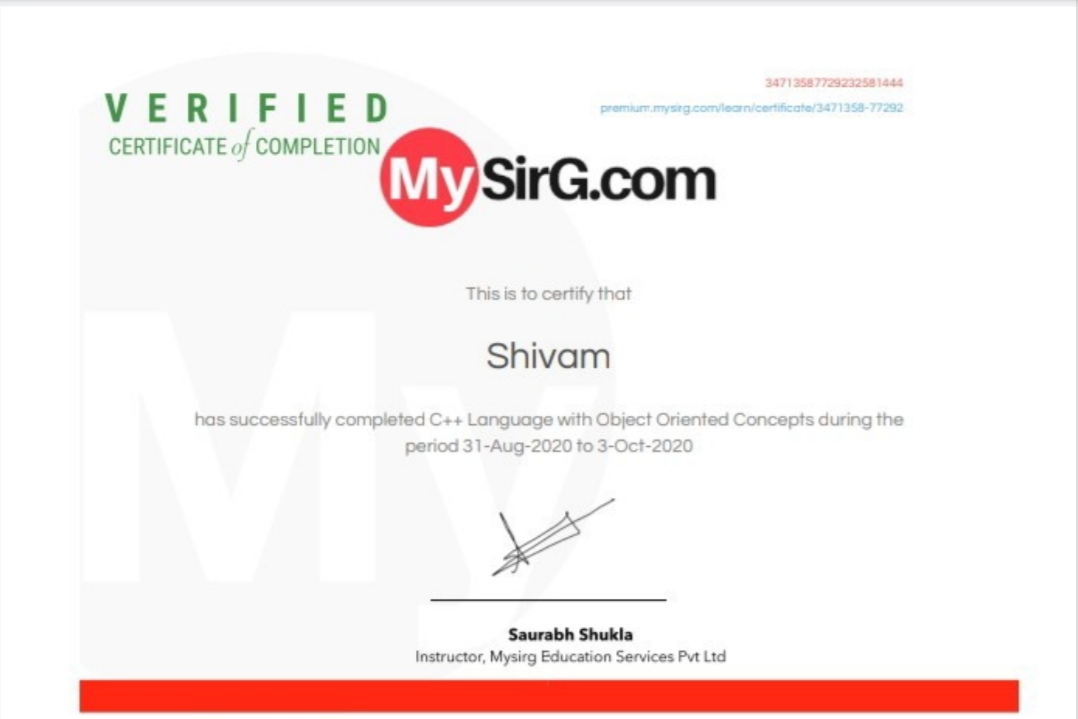 34713587729232581444
premium.mysirg.com/learn/certificate/3471358-77292
VERIFIED
CERTIFICATE of COMPLETION
MySirG.com
This is to certify that
Shivam
has successfully completed C++ Language with Object Oriented Concepts during the
period 31-Aug-2020 to 3-Oct-2020
Saurabh Shukla
Instructor, Mysirg Education Services Pvt Ltd
My